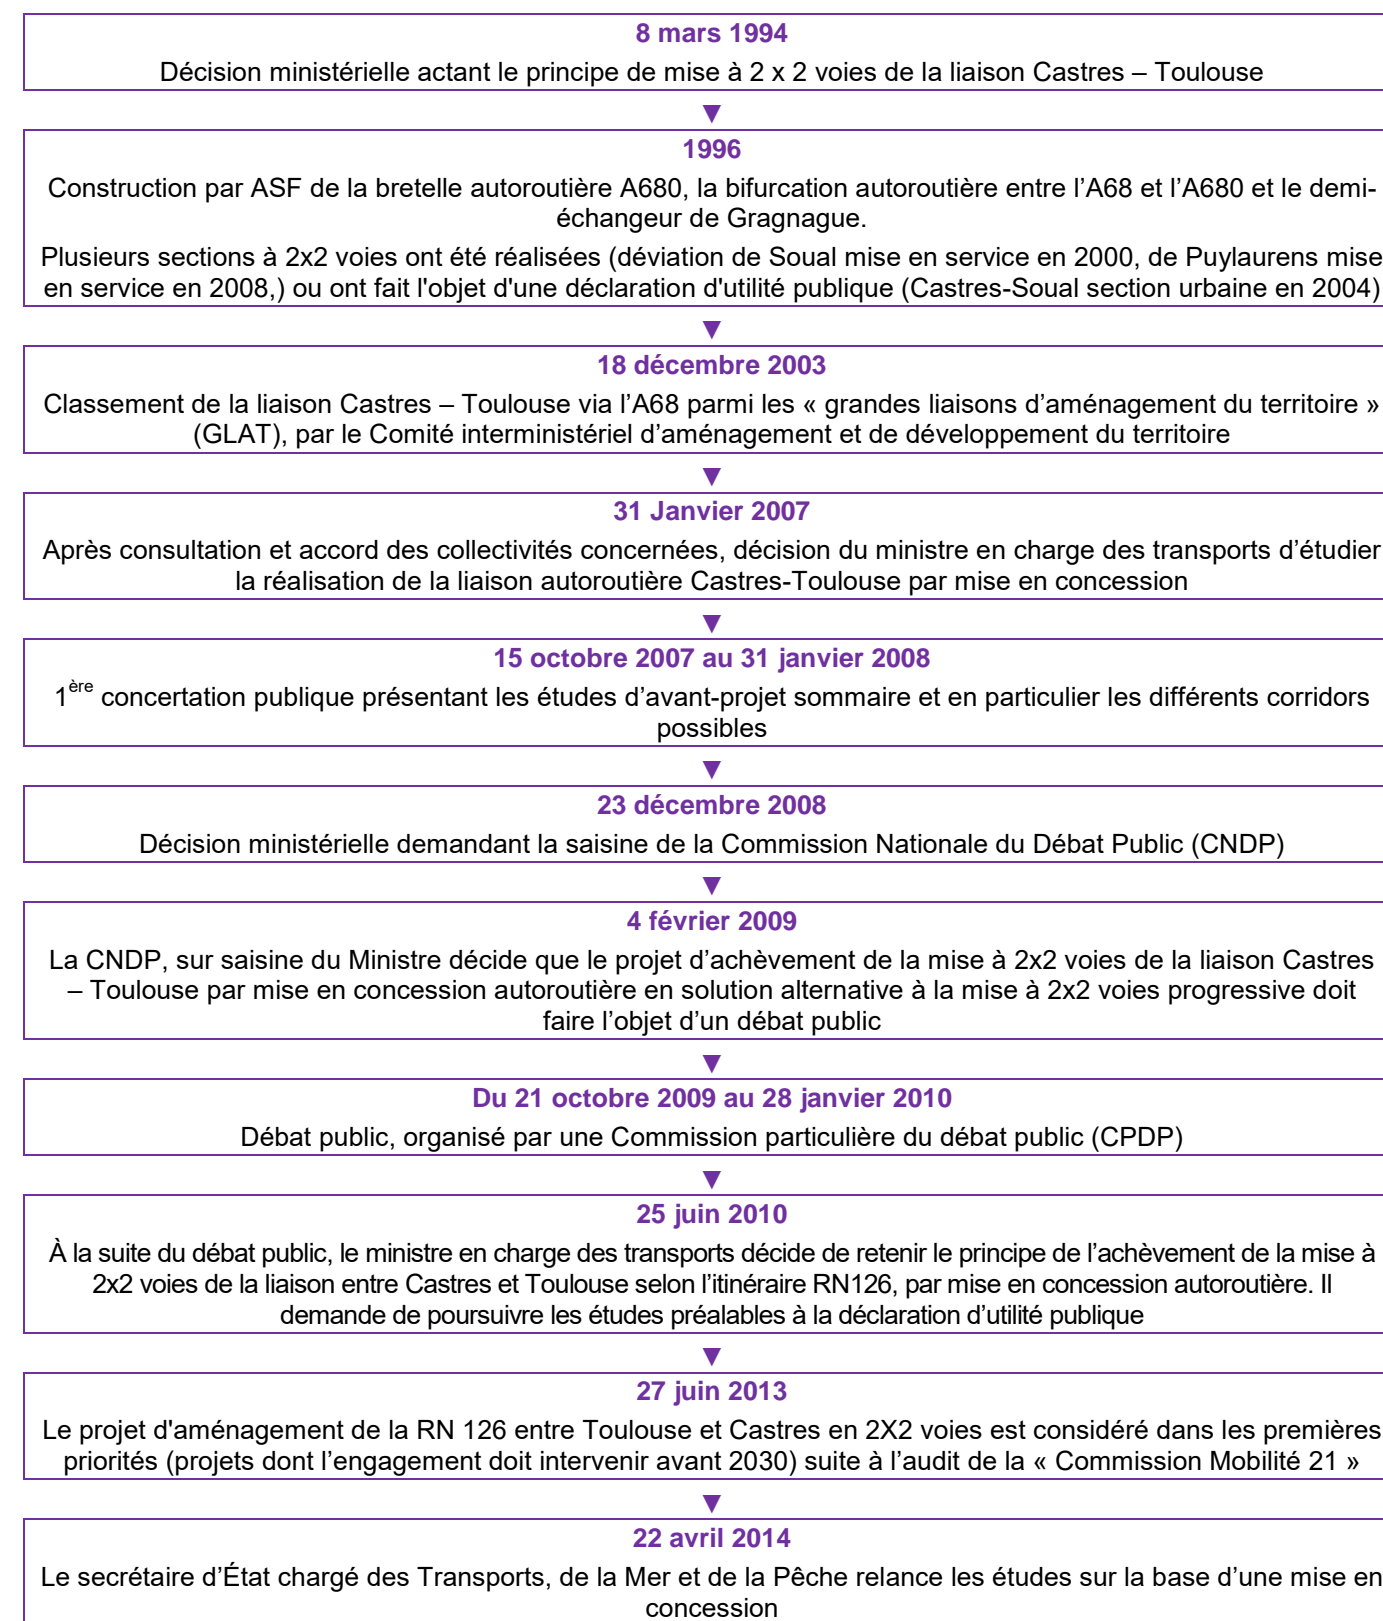 8 mars 1994
Décision ministérielle actant le principe de mise à 2 x 2 voies de la liaison Castres – Toulouse
▼
1996
Construction par ASF de la bretelle autoroutière A680, la bifurcation autoroutière entre l’A68 et l’A680 et le demi-
échangeur de Gragnague.
Plusieurs sections à 2x2 voies ont été réalisées (déviation de Soual mise en service en 2000, de Puylaurens mise
en service en 2008,) ou ont fait l'objet d'une déclaration d'utilité publique (Castres-Soual section urbaine en 2004)
▼
18 décembre 2003
Classement de la liaison Castres – Toulouse via l’A68 parmi les « grandes liaisons d’aménagement du territoire »
(GLAT), par le Comité interministériel d’aménagement et de développement du territoire
▼
31 Janvier 2007
Après consultation et accord des collectivités concernées, décision du ministre en charge des transports d’étudier
la réalisation de la liaison autoroutière Castres-Toulouse par mise en concession
▼
15 octobre 2007 au 31 janvier 2008
1ère concertation publique présentant les études d’avant-projet sommaire et en particulier les différents corridors
possibles
▼
23 décembre 2008
Décision ministérielle demandant la saisine de la Commission Nationale du Débat Public (CNDP)
▼
4 février 2009
La CNDP, sur saisine du Ministre décide que le projet d’achèvement de la mise à 2x2 voies de la liaison Castres
– Toulouse par mise en concession autoroutière en solution alternative à la mise à 2x2 voies progressive doit
faire l’objet d’un débat public
▼
Du 21 octobre 2009 au 28 janvier 2010
Débat public, organisé par une Commission particulière du débat public (CPDP)
▼
25 juin 2010
À la suite du débat public, le ministre en charge des transports décide de retenir le principe de l’achèvement de la mise à
2x2 voies de la liaison entre Castres et Toulouse selon l’itinéraire RN126, par mise en concession autoroutière. Il
demande de poursuivre les études préalables à la déclaration d’utilité publique
▼
27 juin 2013
Le projet d'aménagement de la RN 126 entre Toulouse et Castres en 2X2 voies est considéré dans les premières
priorités (projets dont l’engagement doit intervenir avant 2030) suite à l’audit de la « Commission Mobilité 21 »
▼
22 avril 2014
Le secrétaire d’État chargé des Transports, de la Mer et de la Pêche relance les études sur la base d’une mise en
concession